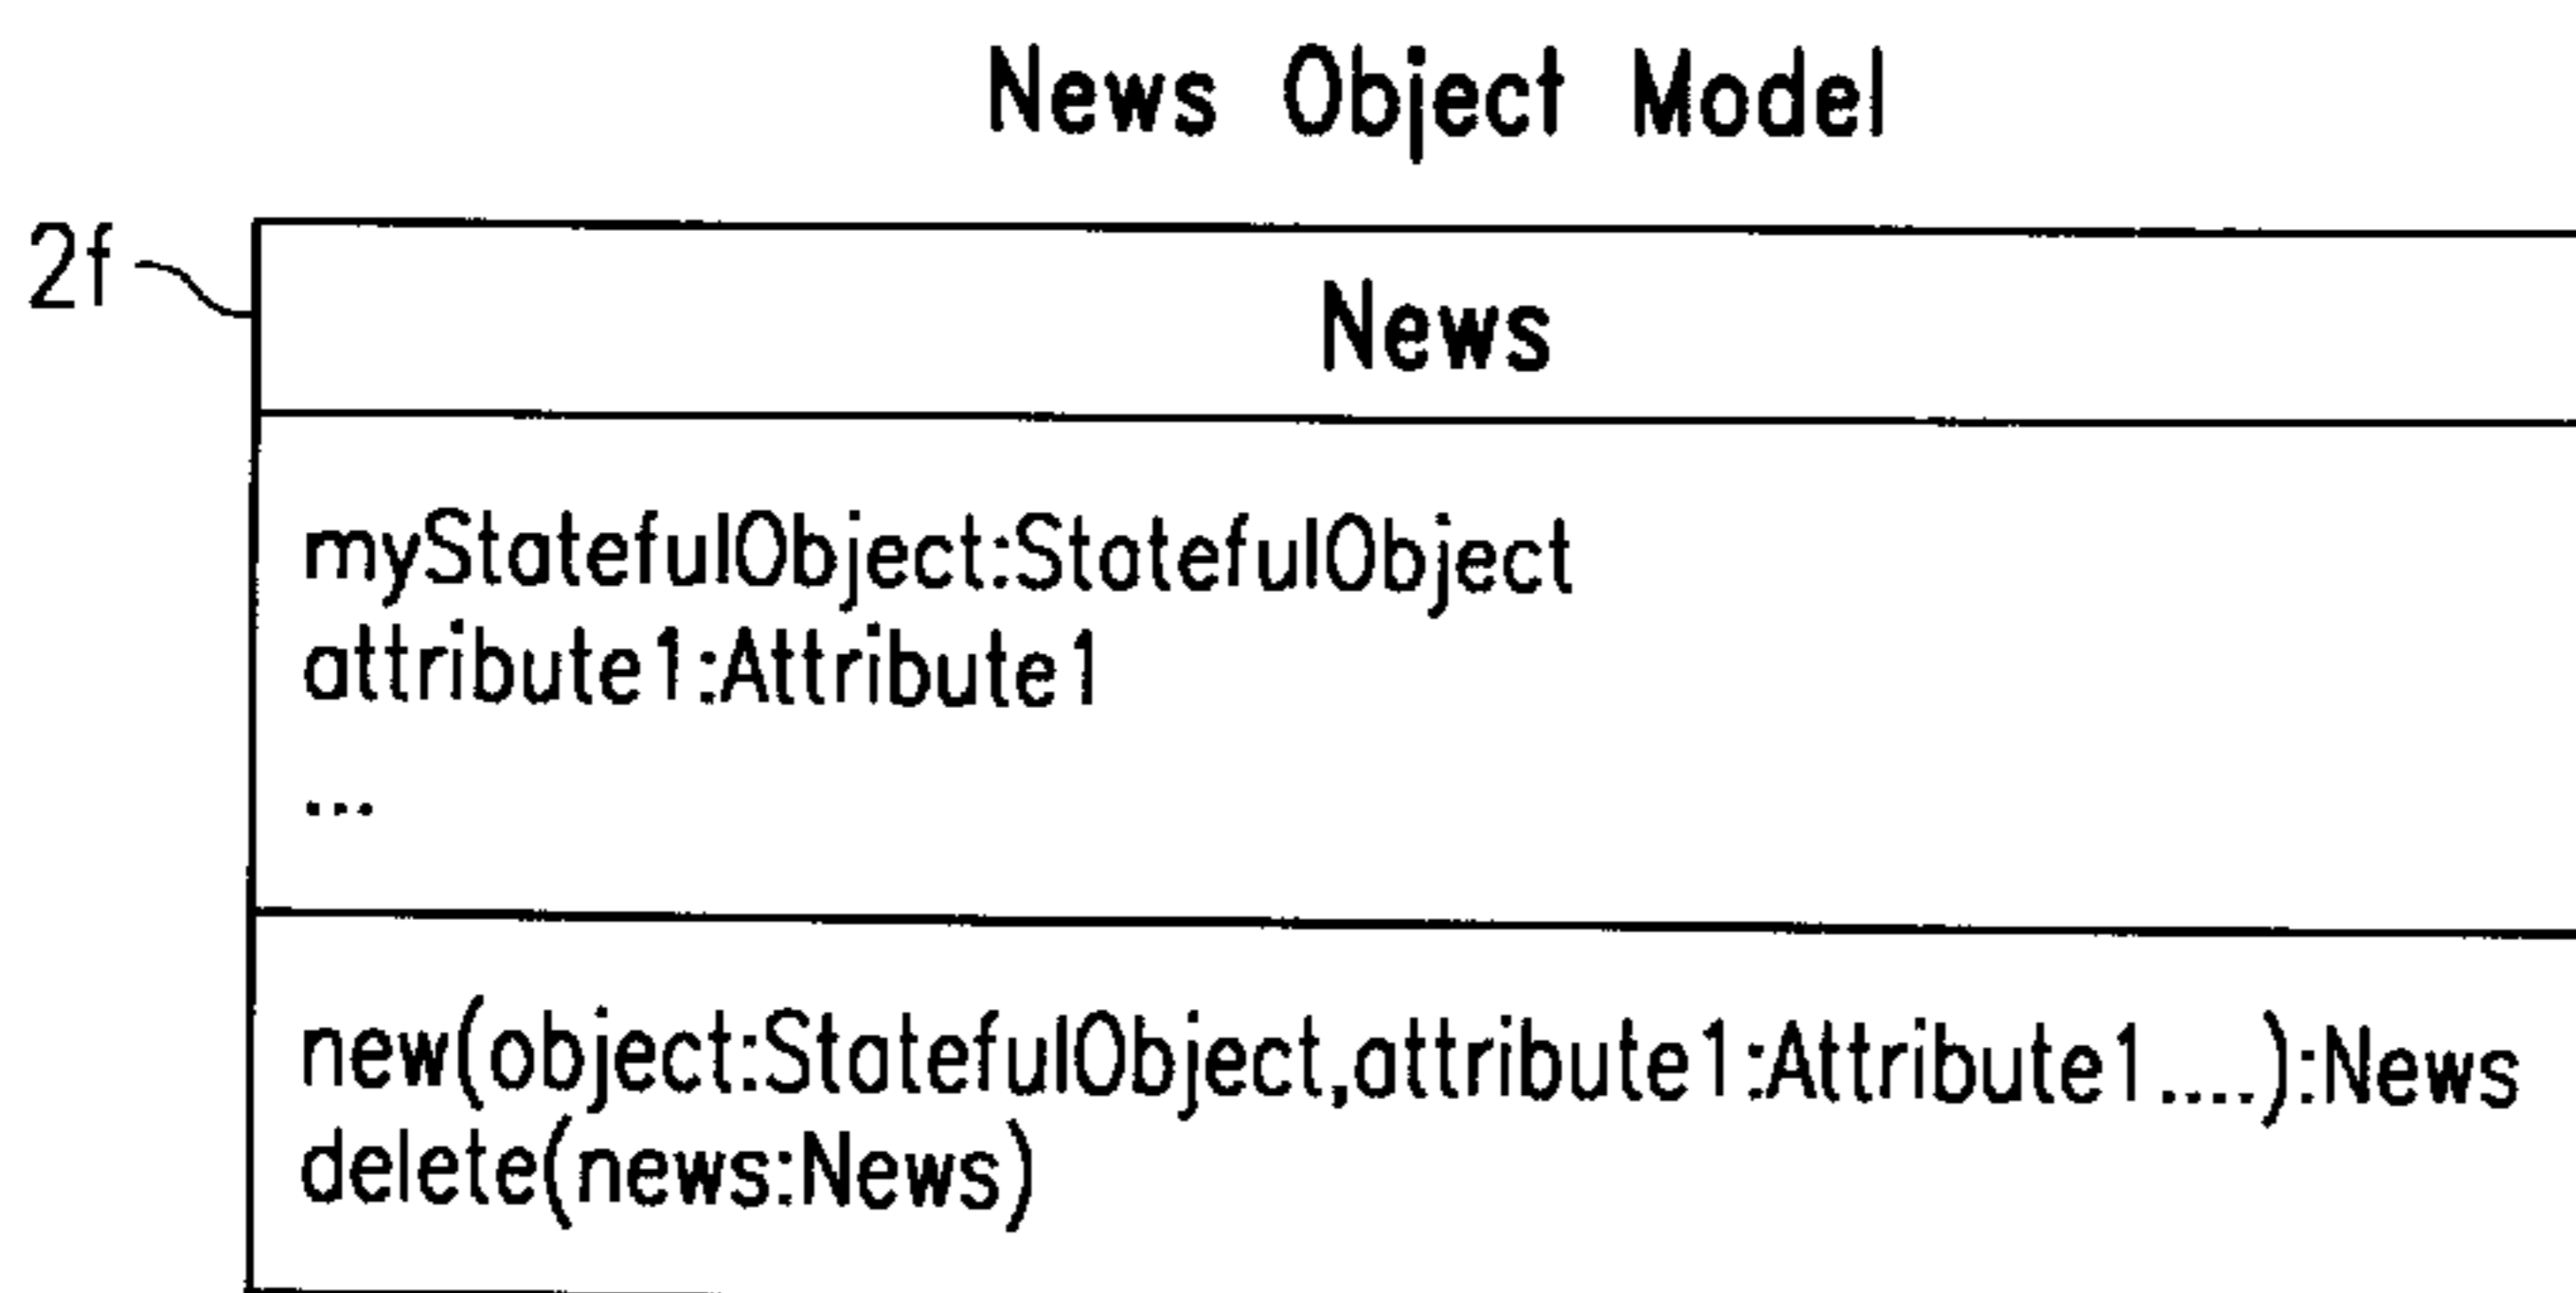 News Object Model
2f
News
myStatefulObject:StatefulObject
attribute1:Attribute1
...
new(object:StatefulObject,attribute1:Attribute1....):News
delete(news:News)